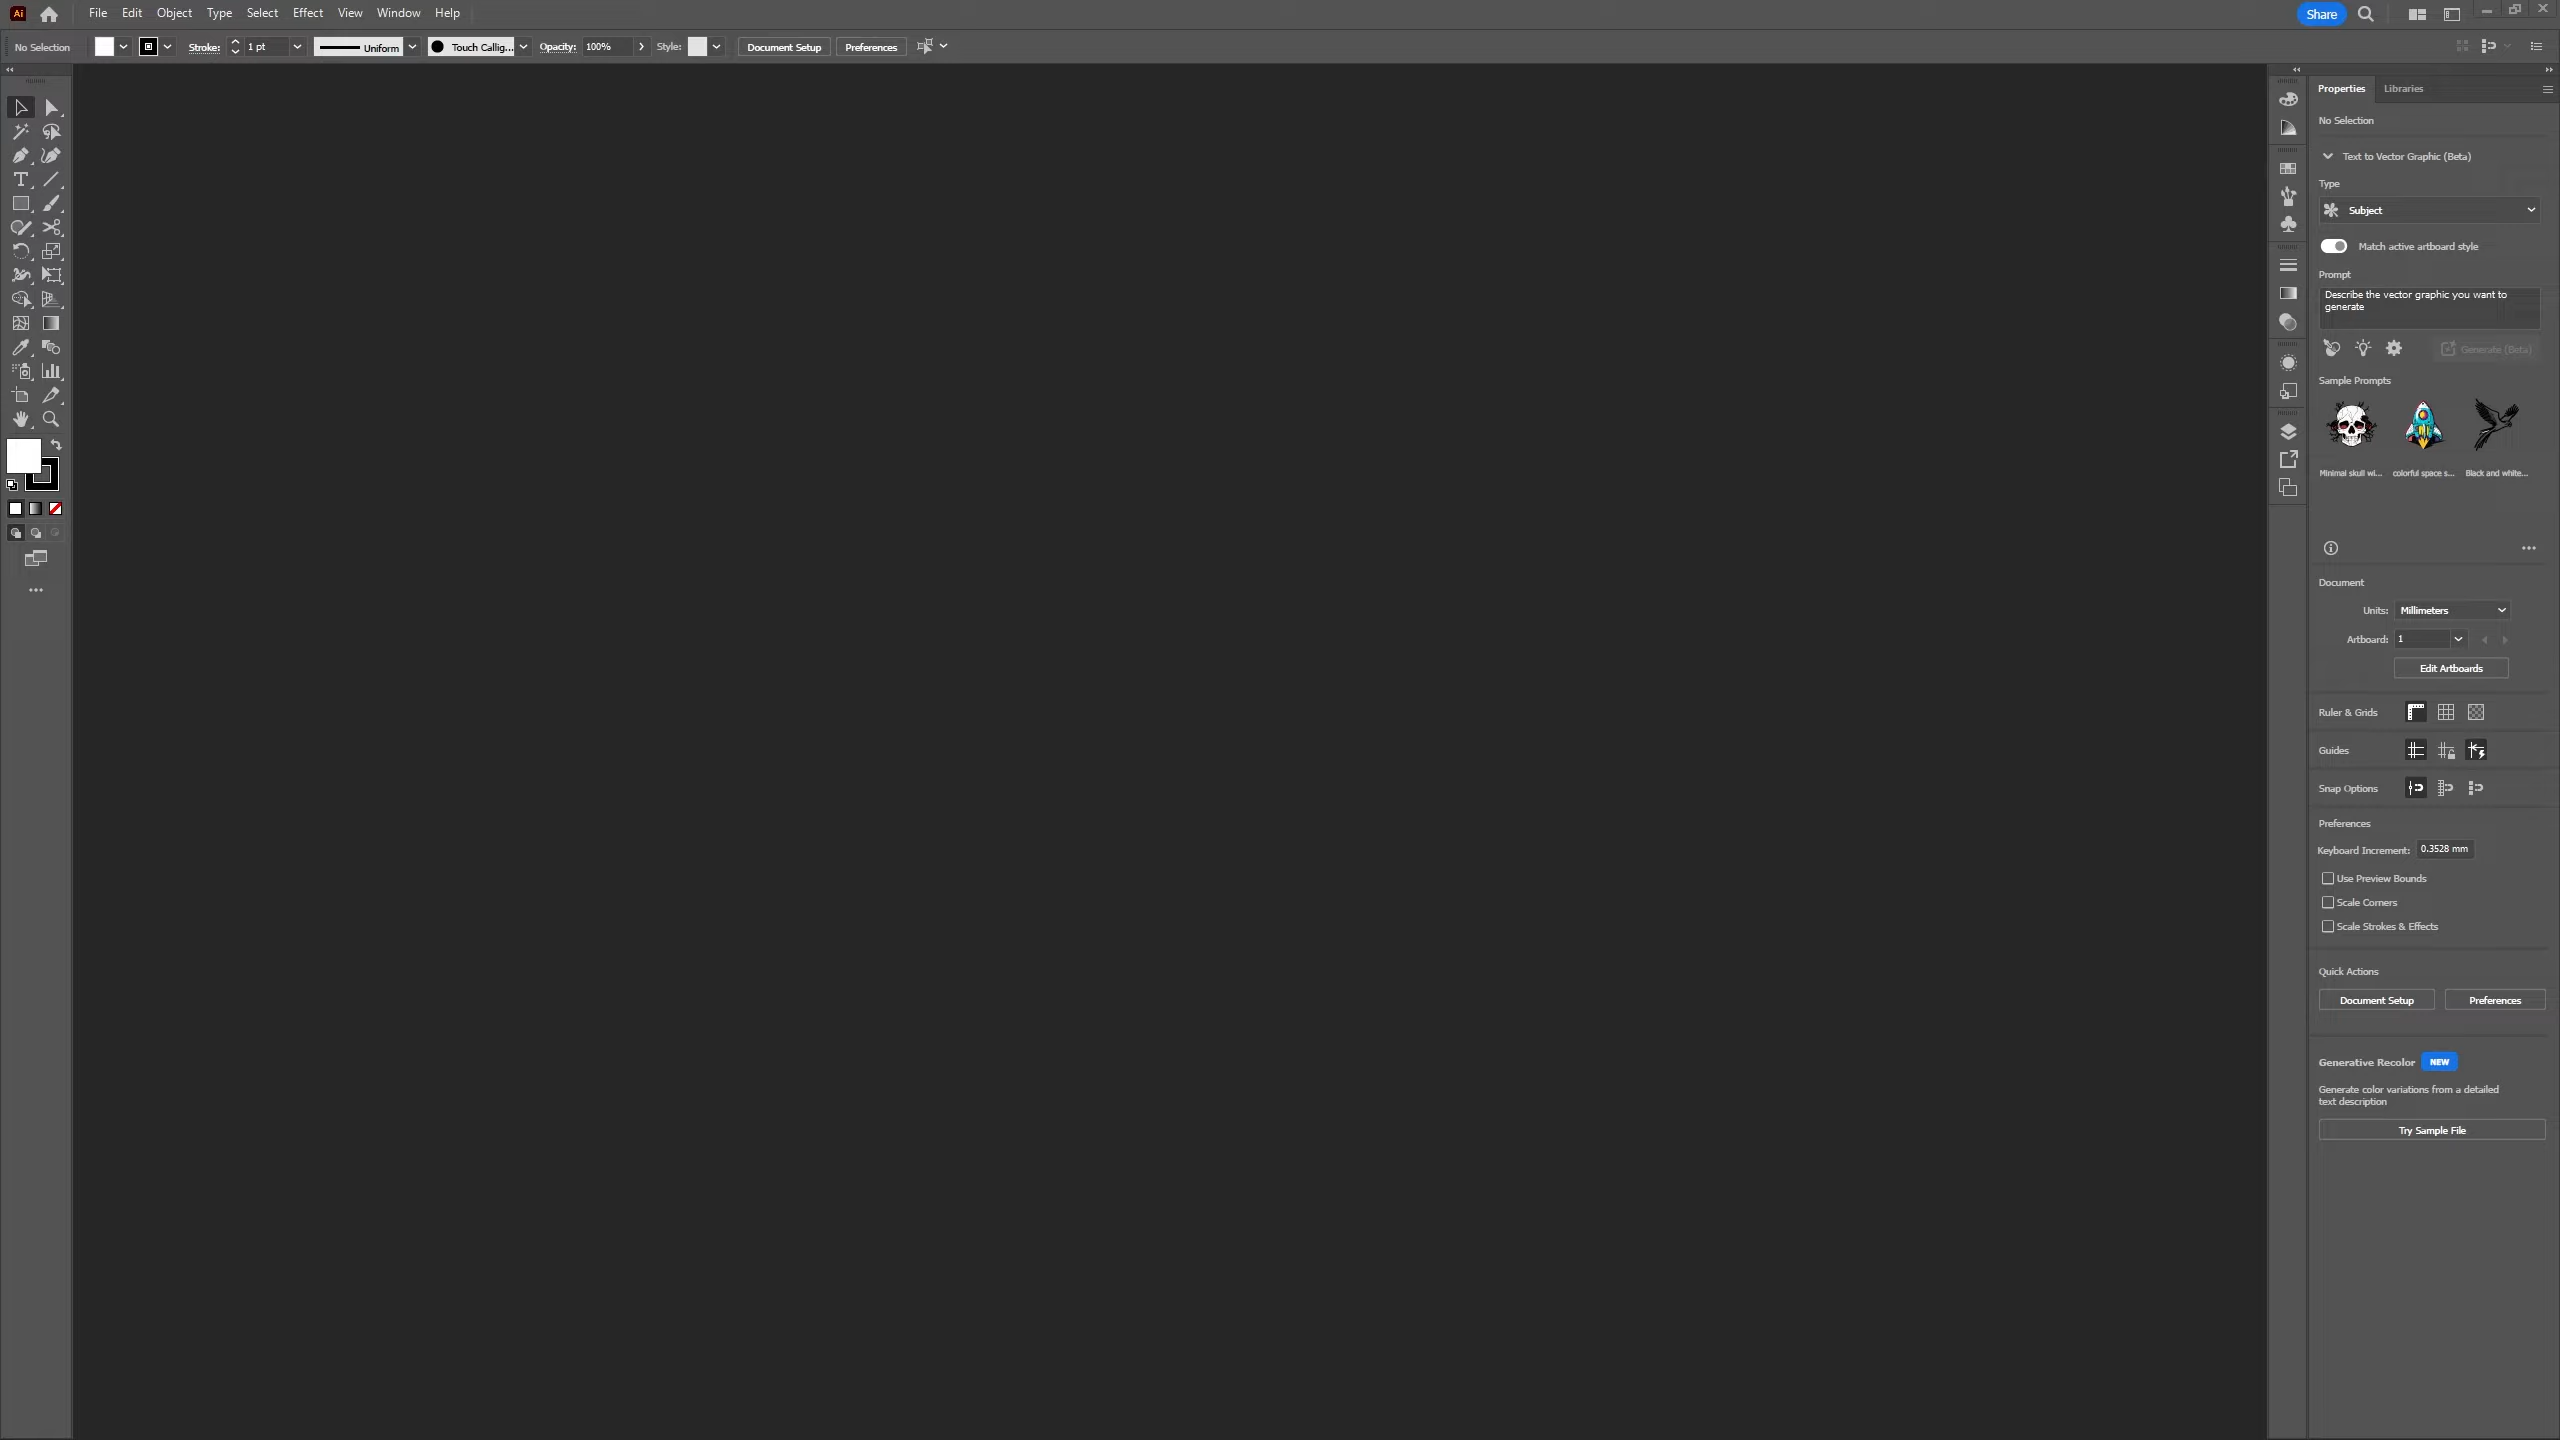 Ai File Edit Object Type Select Effect View Window Help Share
No Selection Stroke: 1 pt Uniform Touch Callig... Opacity: 100% Style: Document Setup Preferences
Properties Libraries
No Selection
Text to Vector Graphic (Beta)
Type
Subject
Match active artboard style
Prompt
Describe the vector graphic you want to
generate
Generate (Beta)
Sample Prompts
Minimal skull wi... colorful space s... Black and white...
Document
Units: Millimeters
Artboard: 1
Edit Artboards
Ruler & Grids
Guides
Snap Options
Preferences
Keyboard Increment: 0.3528 mm
Use Preview Bounds
Scale Corners
Scale Strokes & Effects
Quick Actions
Document Setup Preferences
Generative Recolor NEW
Generate color variations from a detailed
text description
Try Sample File